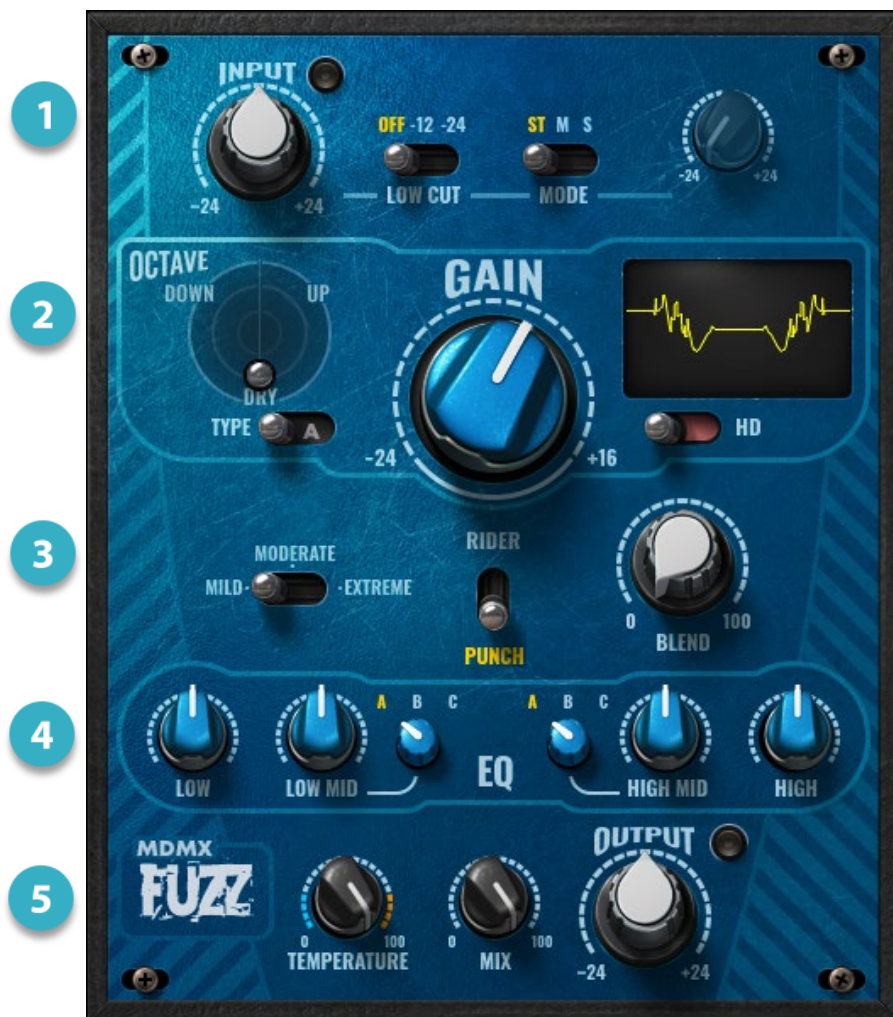 1
INPUT
-24 +24
OFF -12 -24
LOW CUT
ST M S
MODE
-24 +24
2
OCTAVE
DOWN UP
DRY
TYPE A
GAIN
-24 +16
HD
3
MODERATE
MILD- -EXTREME
RIDER
PUNCH
0 100
BLEND
4
A B C
A B C
LOW
LOW MID
EQ
HIGH MID
HIGH
5
MDMX
FUZZ
0 100
TEMPERATURE
0 100
MIX
OUTPUT
-24 +24